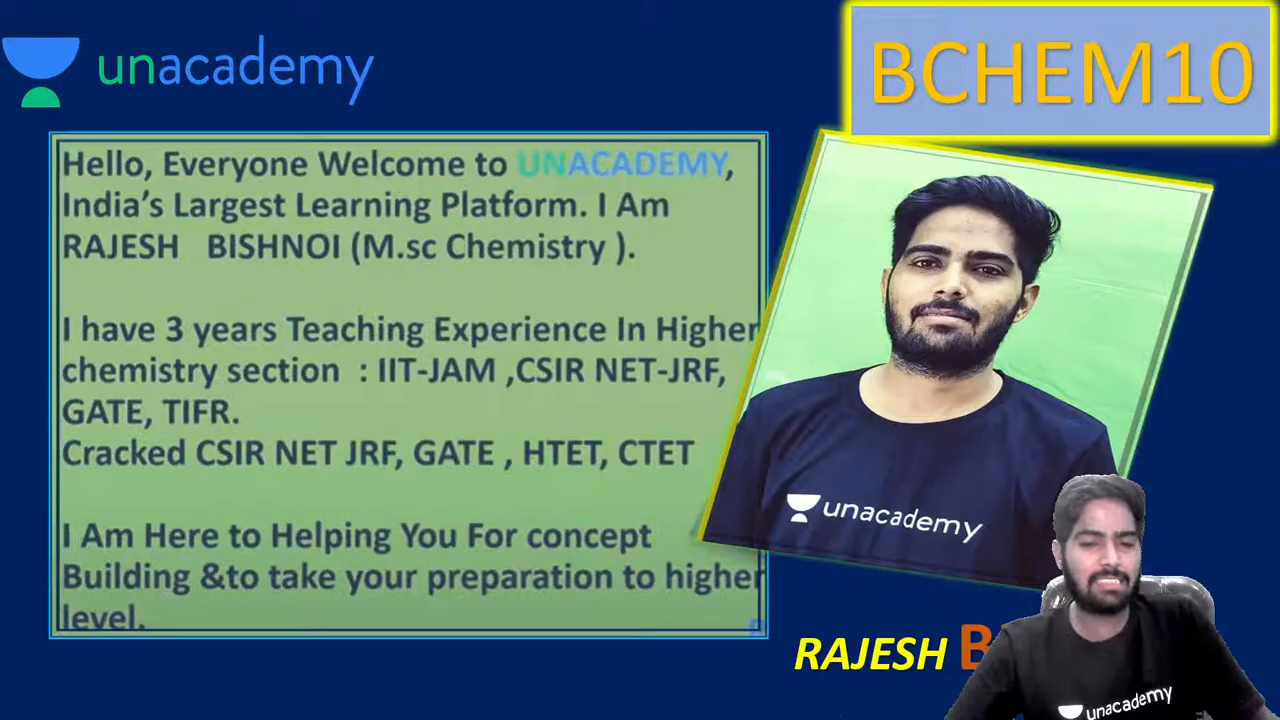 unacademy
BCHEM10
Hello, Everyone Welcome to UNACADEMY,
India's Largest Learning Platform. I Am
RAJESH BISHNOI (M.sc Chemistry ).
I have 3 years Teaching Experience In Higher
chemistry section : IIT-JAM ,CSIR NET-JRF,
GATE, TIFR.
Cracked CSIR NET JRF, GATE , HTET, CTET
I Am Here to Helping You For concept
Building &to take your preparation to higher
level.
unacademy
RAJESH
unacademy